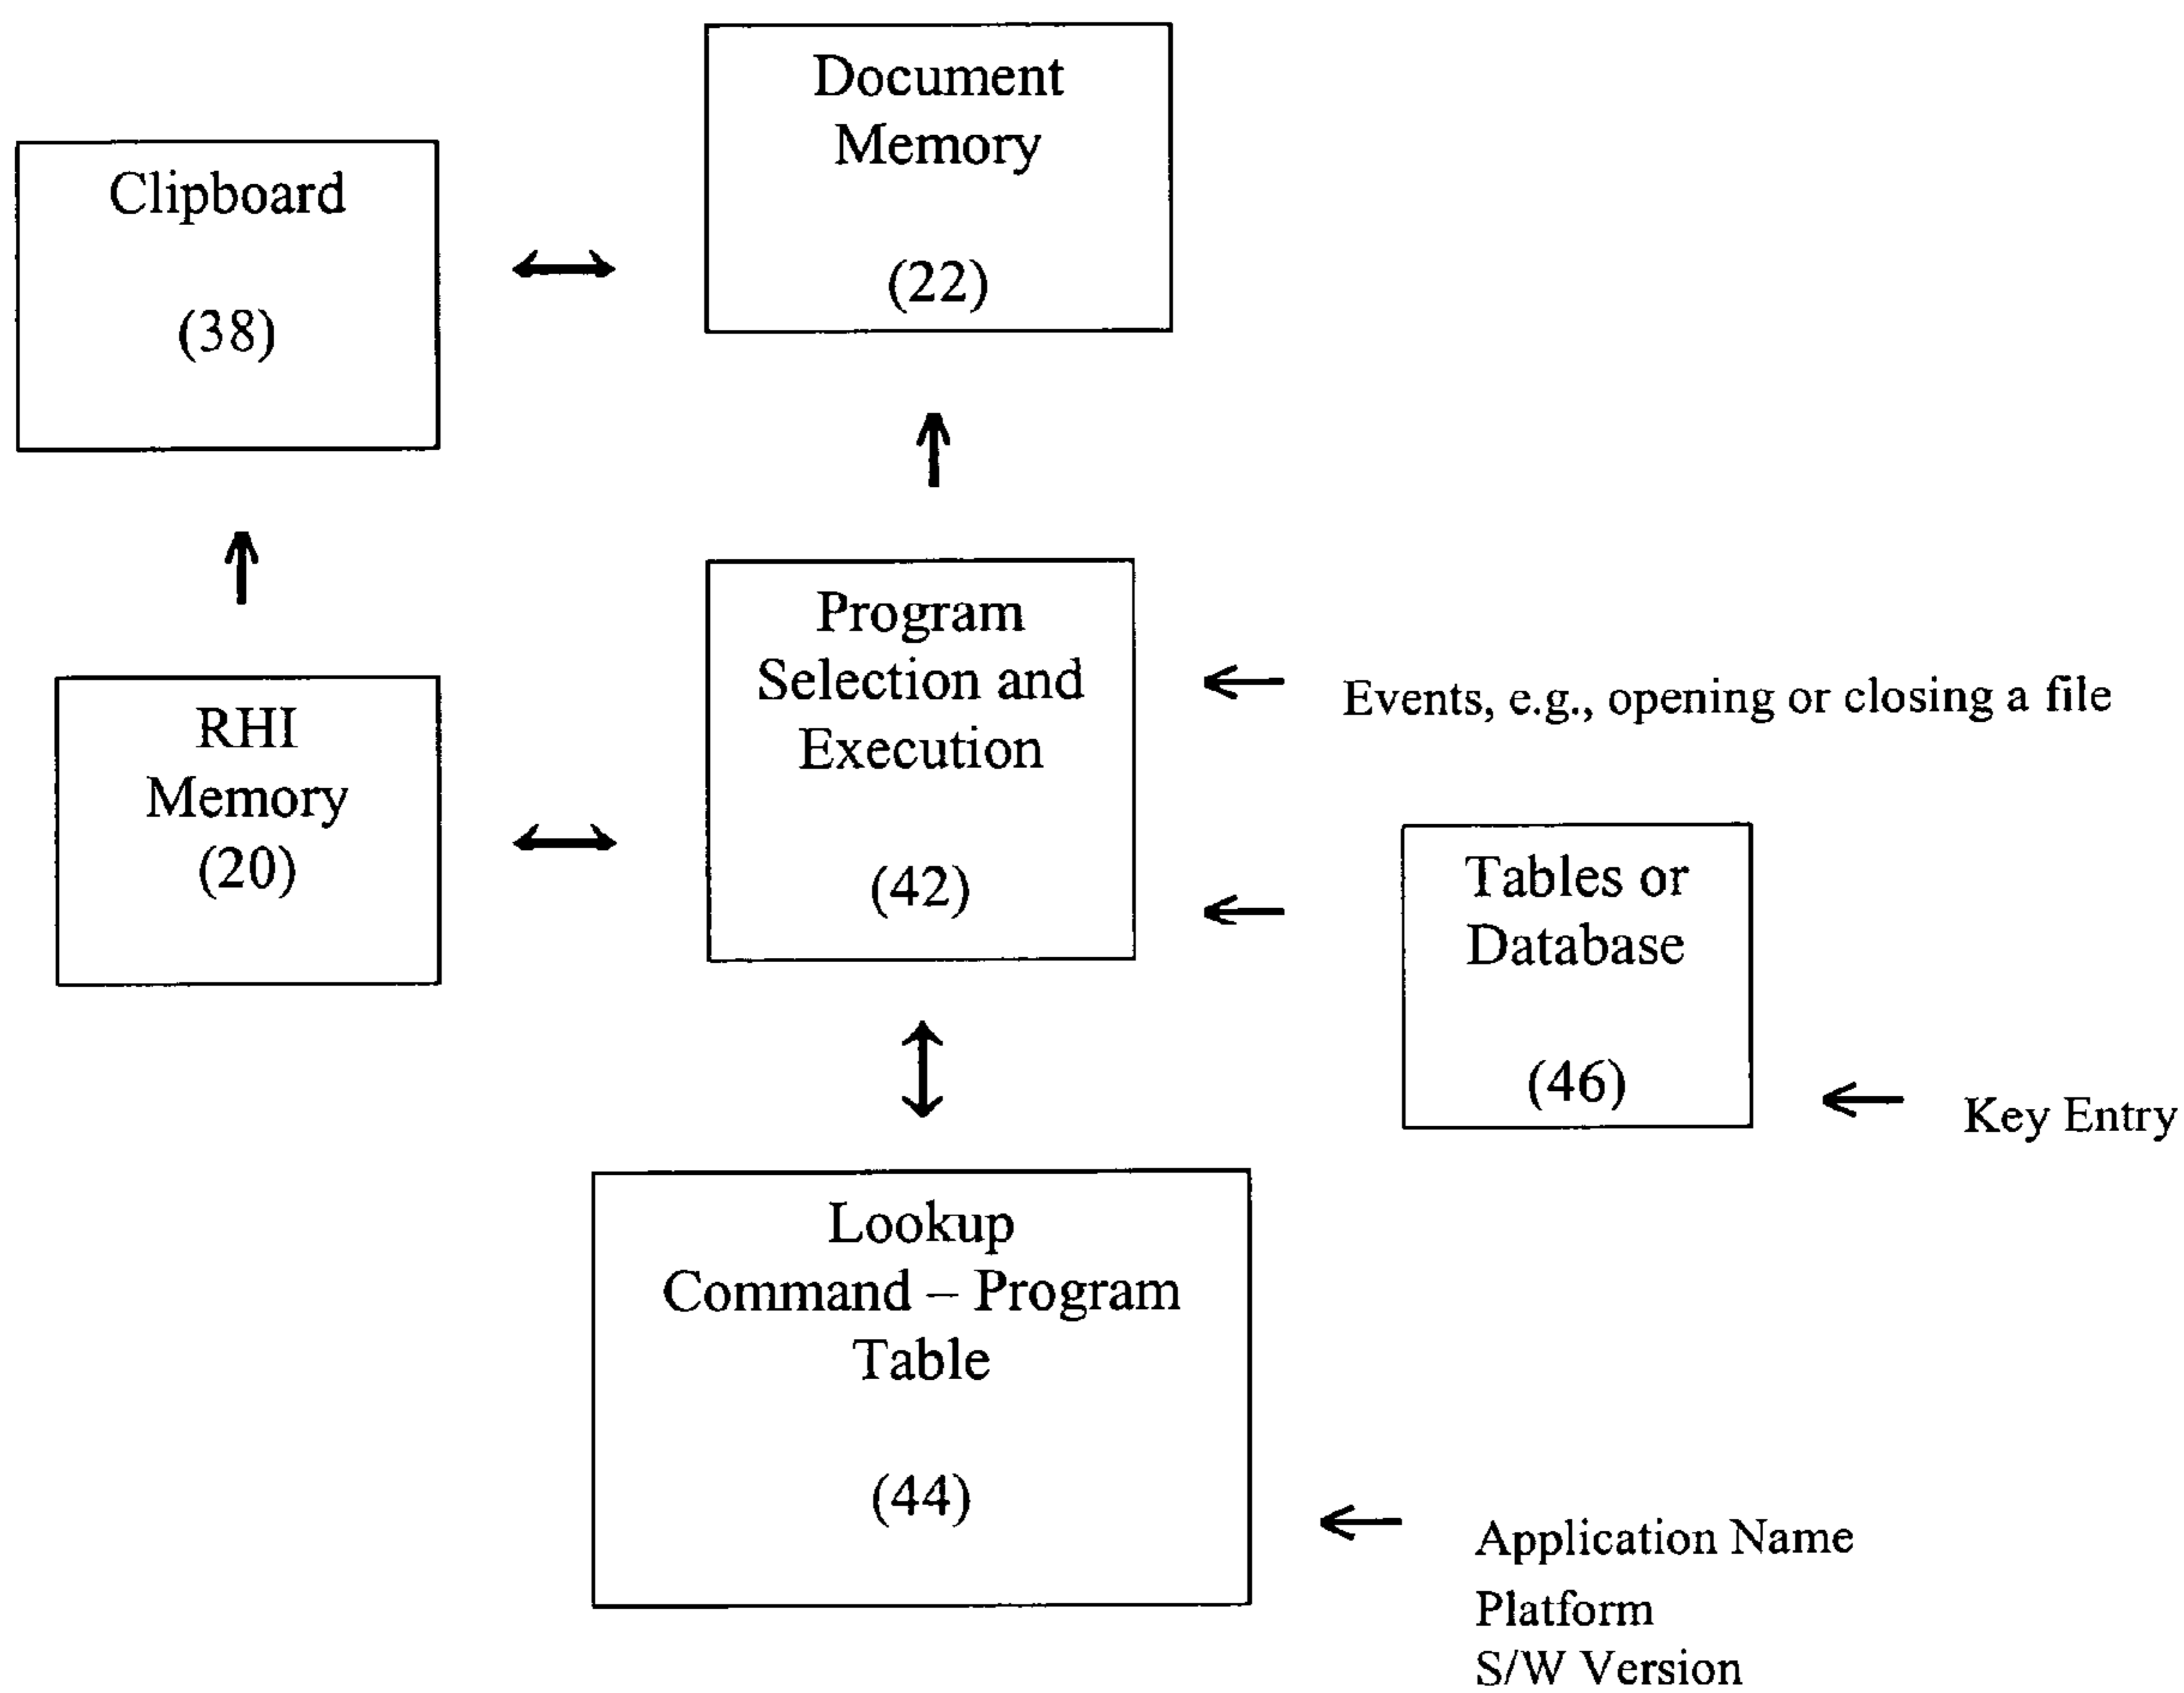 Document
Memory
(22)
Clipboard
(38)
Program
Selection and
Execution
(42)
Events, e.g., opening or closing a file
RHI
Memory
(20)
Tables or
Database
(46)
Key Entry
Lookup
Command – Program
Table
(44)
Application Name
Platform
S/W Version